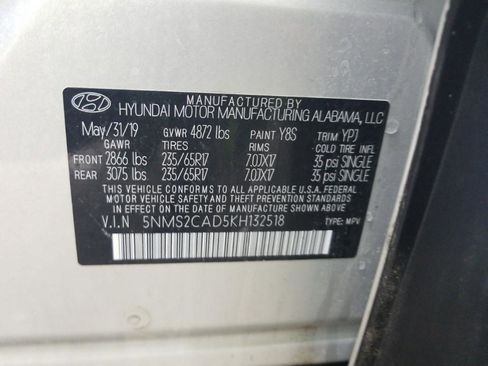 MANUFACTURED BY
HYUNDAI MOTOR MANUFACTURING ALABAMA, LLC
May/31/19 GVWR 4872 lbs PAINT Y8S TRIM YPJ
GAWR TIRES RIMS COLD TIRE INFL
FRONT 2866 lbs 235/65R17 7.0JX17 35 psi SINGLE
REAR 3075 lbs 235/65R17 7.0JX17 35 psi SINGLE
THIS VEHICLE CONFORMS TO ALL APPLICABLE U.S.A. FEDERAL
MOTOR VEHICLE SAFETY AND THEFT PREVENTION STANDARDS
IN EFFECT ON THE DATE OF MANUFACTURE SHOWN ABOVE.
V.I.N 5NMS2CAD5KH132518 TYPE: MPV